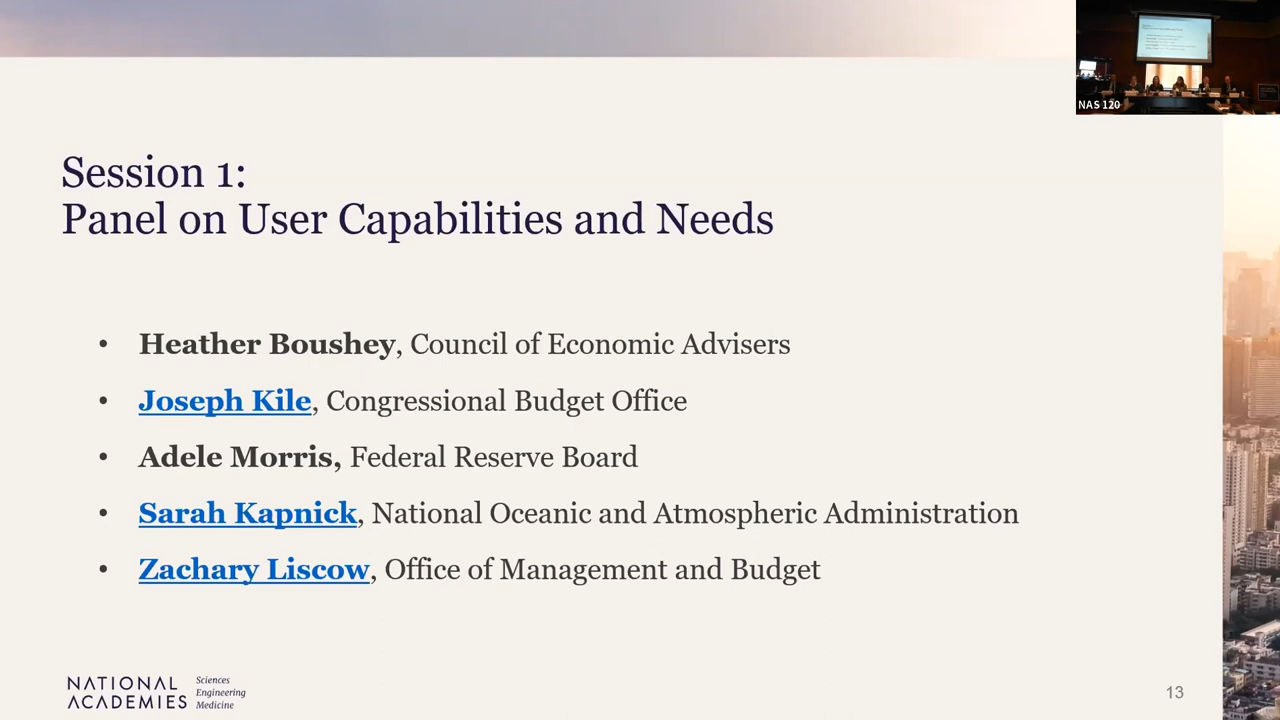 NAS 120
Session 1:
Panel on User Capabilities and Needs
• Heather Boushey, Council of Economic Advisers
• Joseph Kile, Congressional Budget Office
• Adele Morris, Federal Reserve Board
• Sarah Kapnick, National Oceanic and Atmospheric Administration
• Zachary Liscow, Office of Management and Budget
NATIONAL
ACADEMIES
Sciences
Engineering
Medicine
13